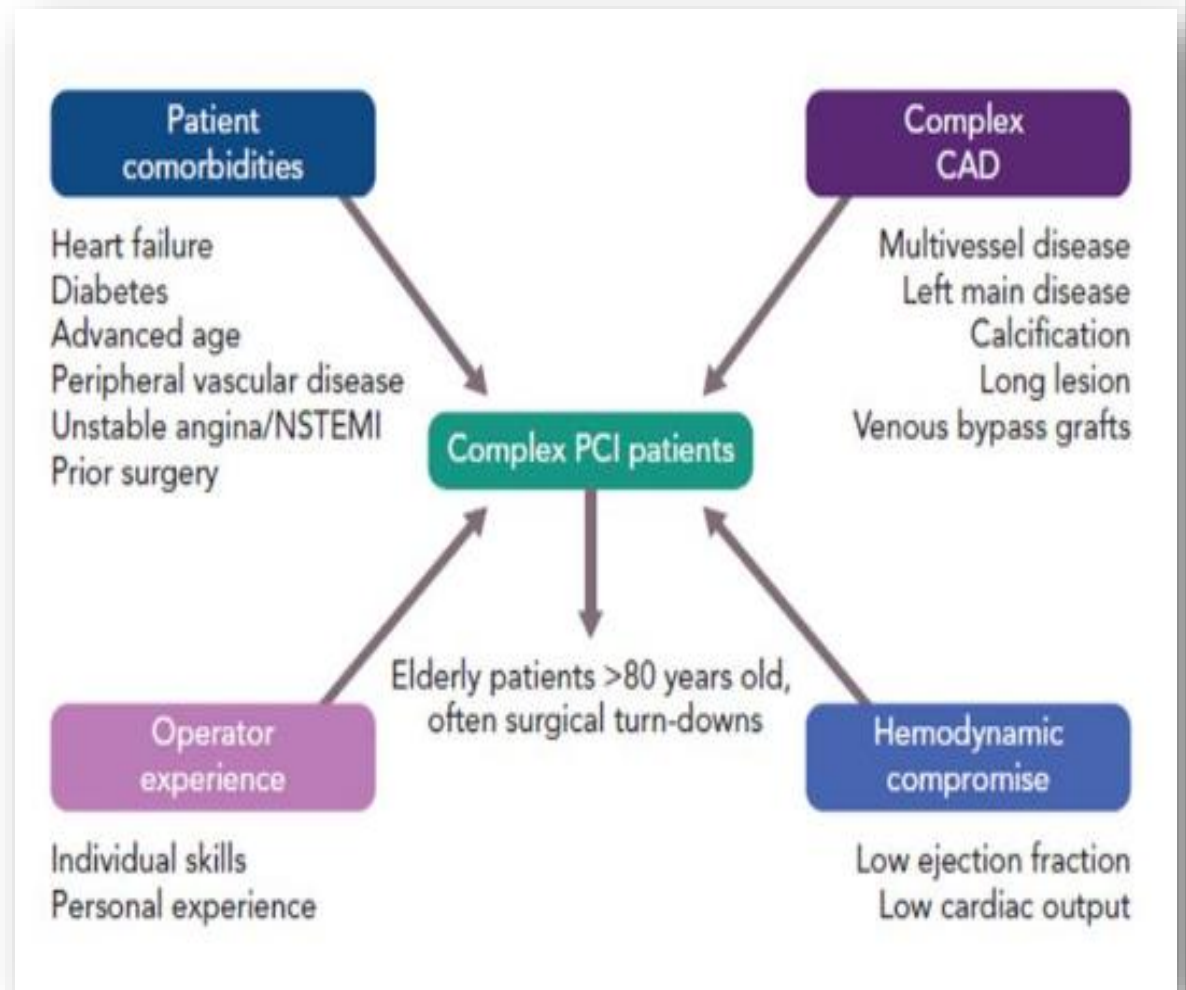 Patient
comorbidities
Heart failure
Diabetes
Advanced age
Peripheral vascular disease
Unstable angina/NSTEMI
Prior surgery
Complex
CAD
Multivessel disease
Left main disease
Calcification
Long lesion
Venous bypass grafts
Complex PCI patients
Elderly patients >80 years old,
often surgical turn-downs
Operator
experience
Individual skills
Personal experience
Hemodynamic
compromise
Low ejection fraction
Low cardiac output